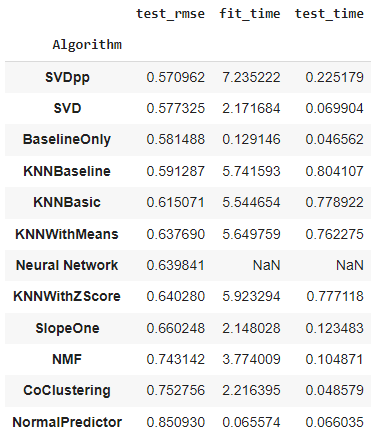 test_rmse fit_time test_time
Algorithm
SVDpp 0.570962 7.235222 0.225179
SVD 0.577325 2.171684 0.069904
BaselineOnly 0.581488 0.129146 0.046562
KNNBaseline 0.591287 5.741593 0.804107
KNNBasic 0.615071 5.544654 0.778922
KNNWithMeans 0.637690 5.649759 0.762275
Neural Network 0.639841 NaN NaN
KNNWithZScore 0.640280 5.923294 0.777118
SlopeOne 0.660248 2.148028 0.123483
NMF 0.743142 3.774009 0.104871
CoClustering 0.752756 2.216395 0.048579
NormalPredictor 0.850930 0.065574 0.066035